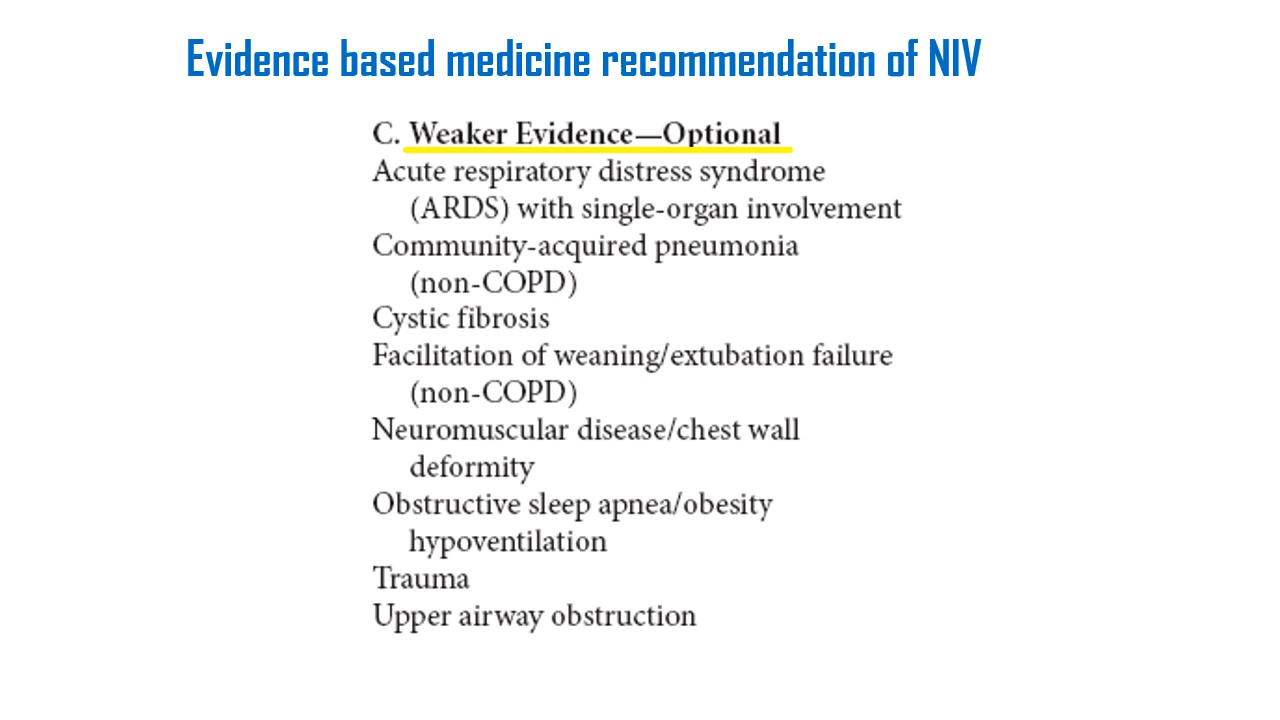 Evidence based medicine recommendation of NIV
C. Weaker Evidence—Optional
Acute respiratory distress syndrome
(ARDS) with single-organ involvement
Community-acquired pneumonia
(non-COPD)
Cystic fibrosis
Facilitation of weaning/extubation failure
(non-COPD)
Neuromuscular disease/chest wall
deformity
Obstructive sleep apnea/obesity
hypoventilation
Trauma
Upper airway obstruction